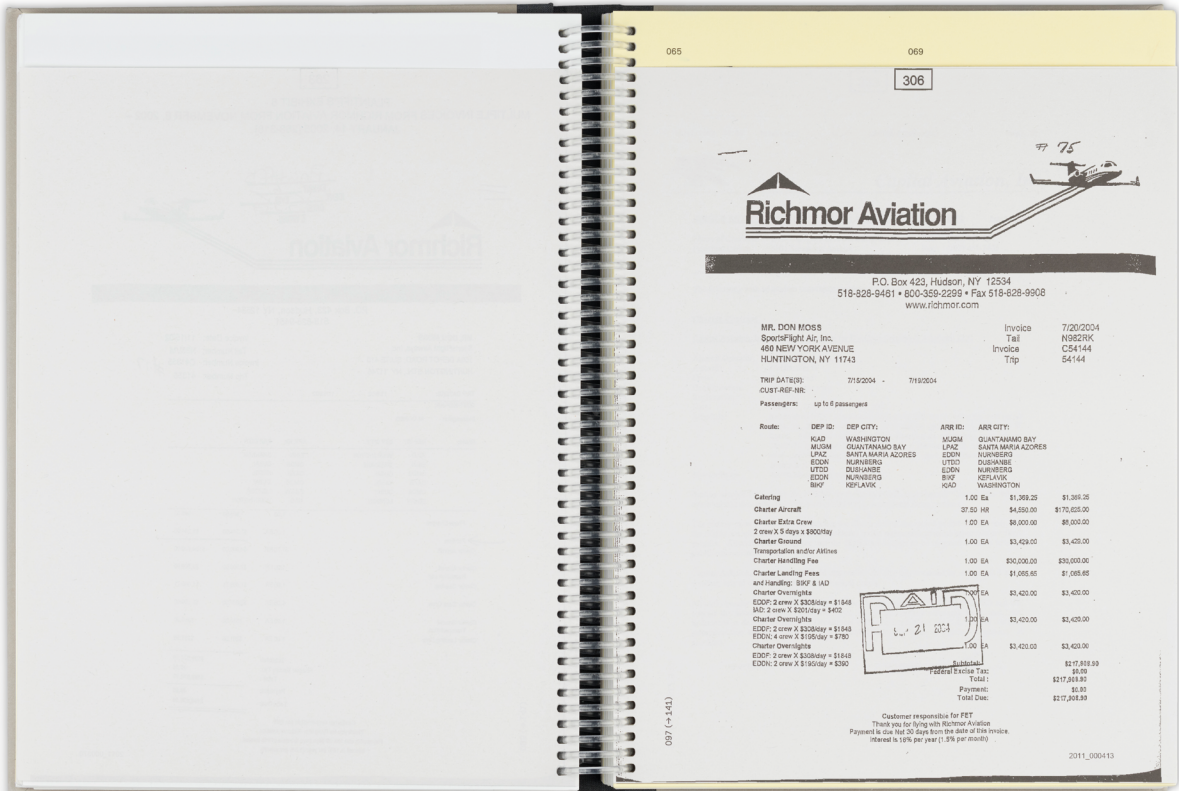 065
069
306
# 75
Richmor Aviation
P.O. Box 423, Hudson, NY 12534
518-828-9461 • 800-359-2299 • Fax 518-828-9908
www.richmor.com
MR. DON MOSS Invoice 7/20/2004
SportsFlight Air, Inc. Tail N982RK
460 NEW YORK AVENUE Invoice C54144
HUNTINGTON, NY 11743 Trip 54144
TRIP DATE(S): 7/15/2004 - 7/19/2004
CUST-REF-NR:
Passengers: up to 6 passengers
Route: DEP ID: DEP CITY: ARR ID: ARR CITY:
KIAD WASHINGTON MUGM GUANTANAMO BAY
MUGM GUANTANAMO BAY LPAZ SANTA MARIA AZORES
LPAZ SANTA MARIA AZORES EDDN NURNBERG
EDDN NURNBERG UTDD DUSHANBE
UTDD DUSHANBE EDDN NURNBERG
EDDN NURNBERG BIKF KEFLAVIK
BIKF KEFLAVIK KIAD WASHINGTON
Catering 1.00 EA $1,369.25 $1,369.25
Charter Aircraft 37.50 HR $4,550.00 $170,625.00
Charter Extra Crew 1.00 EA $8,000.00 $8,000.00
2 crew X 5 days x $800/day
Charter Ground 1.00 EA $3,429.00 $3,429.00
Transportation and/or Airlines
Charter Handling Fee 1.00 EA $30,000.00 $30,000.00
Charter Landing Fees 1.00 EA $1,065.65 $1,065.65
and Handling: BIKF & IAD
Charter Overnights 1.00 EA $3,420.00 $3,420.00
EDDF: 2 crew X $308/day = $1848
IAD: 2 crew X $201/day = $402
Charter Overnights 1.00 EA $3,420.00 $3,420.00
EDDF: 2 crew X $308/day = $1848
EDDN: 4 crew X $195/day = $780
Charter Overnights 1.00 EA $3,420.00 $3,420.00
EDDF: 2 crew X $308/day = $1848
EDDN: 2 crew X $195/day = $390
PAID
21 2004
Subtotal: $217,908.90
Federal Excise Tax: $0.00
Total: $217,908.90
Payment: $0.00
Total Due: $217,908.90
Customer responsible for FET
Thank you for flying with Richmor Aviation
Payment is due Net 30 days from the date of this invoice.
Interest is 18% per year (1.5% per month)
097 (→ 141)
2011_000413